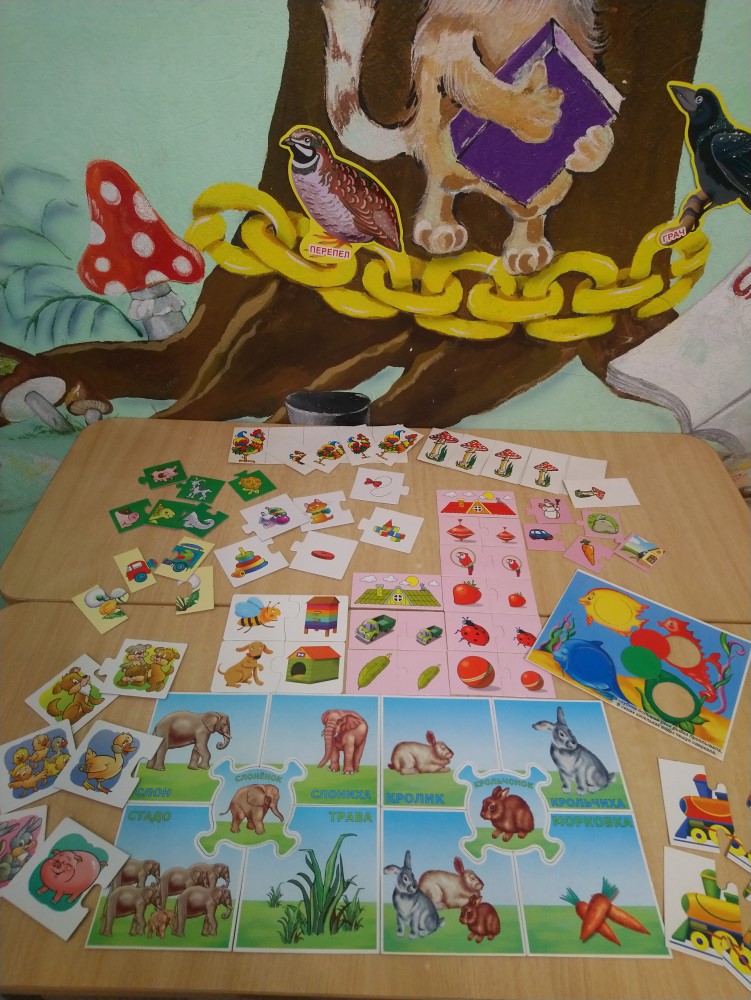 ПЕРЕПЕЛ
ГРАЧ
СЛОН
СЛОНЁНОК
СЛОНИХА
КРОЛИК
КРОЛЬЧОНОК
КРОЛЬЧИХА
СТАДО
ТРАВА
МОРКОВКА